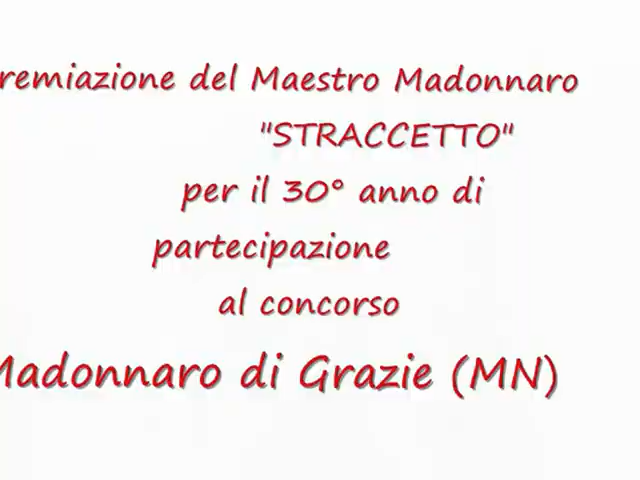 remiazione del Maestro Madonnaro
"STRACCETTO"
per il 30° anno di
partecipazione
al concorso
Madonnaro di Grazie (MN)